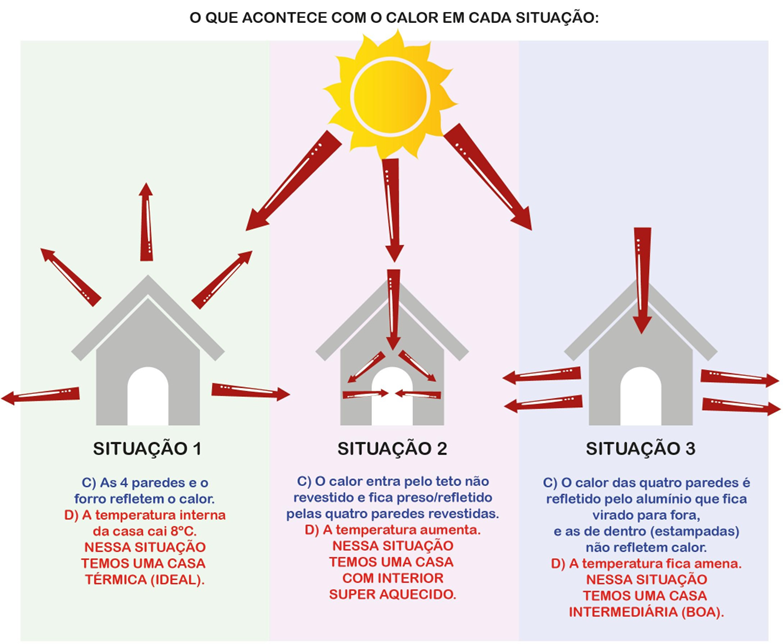 O QUE ACONTECE COM O CALOR EM CADA SITUAÇÃO:
SITUAÇÃO 1
C) As 4 paredes e o
forro refletem o calor.
D) A temperatura interna
da casa cai 8ºC.
NESSA SITUAÇÃO
TEMOS UMA CASA
TÉRMICA (IDEAL).
SITUAÇÃO 2
C) O calor entra pelo teto não
revestido e fica preso/refletido
pelas quatro paredes revestidas.
D) A temperatura aumenta.
NESSA SITUAÇÃO
TEMOS UMA CASA
COM INTERIOR
SUPER AQUECIDO.
SITUAÇÃO 3
C) O calor das quatro paredes é
refletido pelo alumínio que fica
virado para fora,
e as de dentro (estampadas)
não refletem calor.
D) A temperatura fica amena.
NESSA SITUAÇÃO
TEMOS UMA CASA
INTERMEDIÁRIA (BOA).